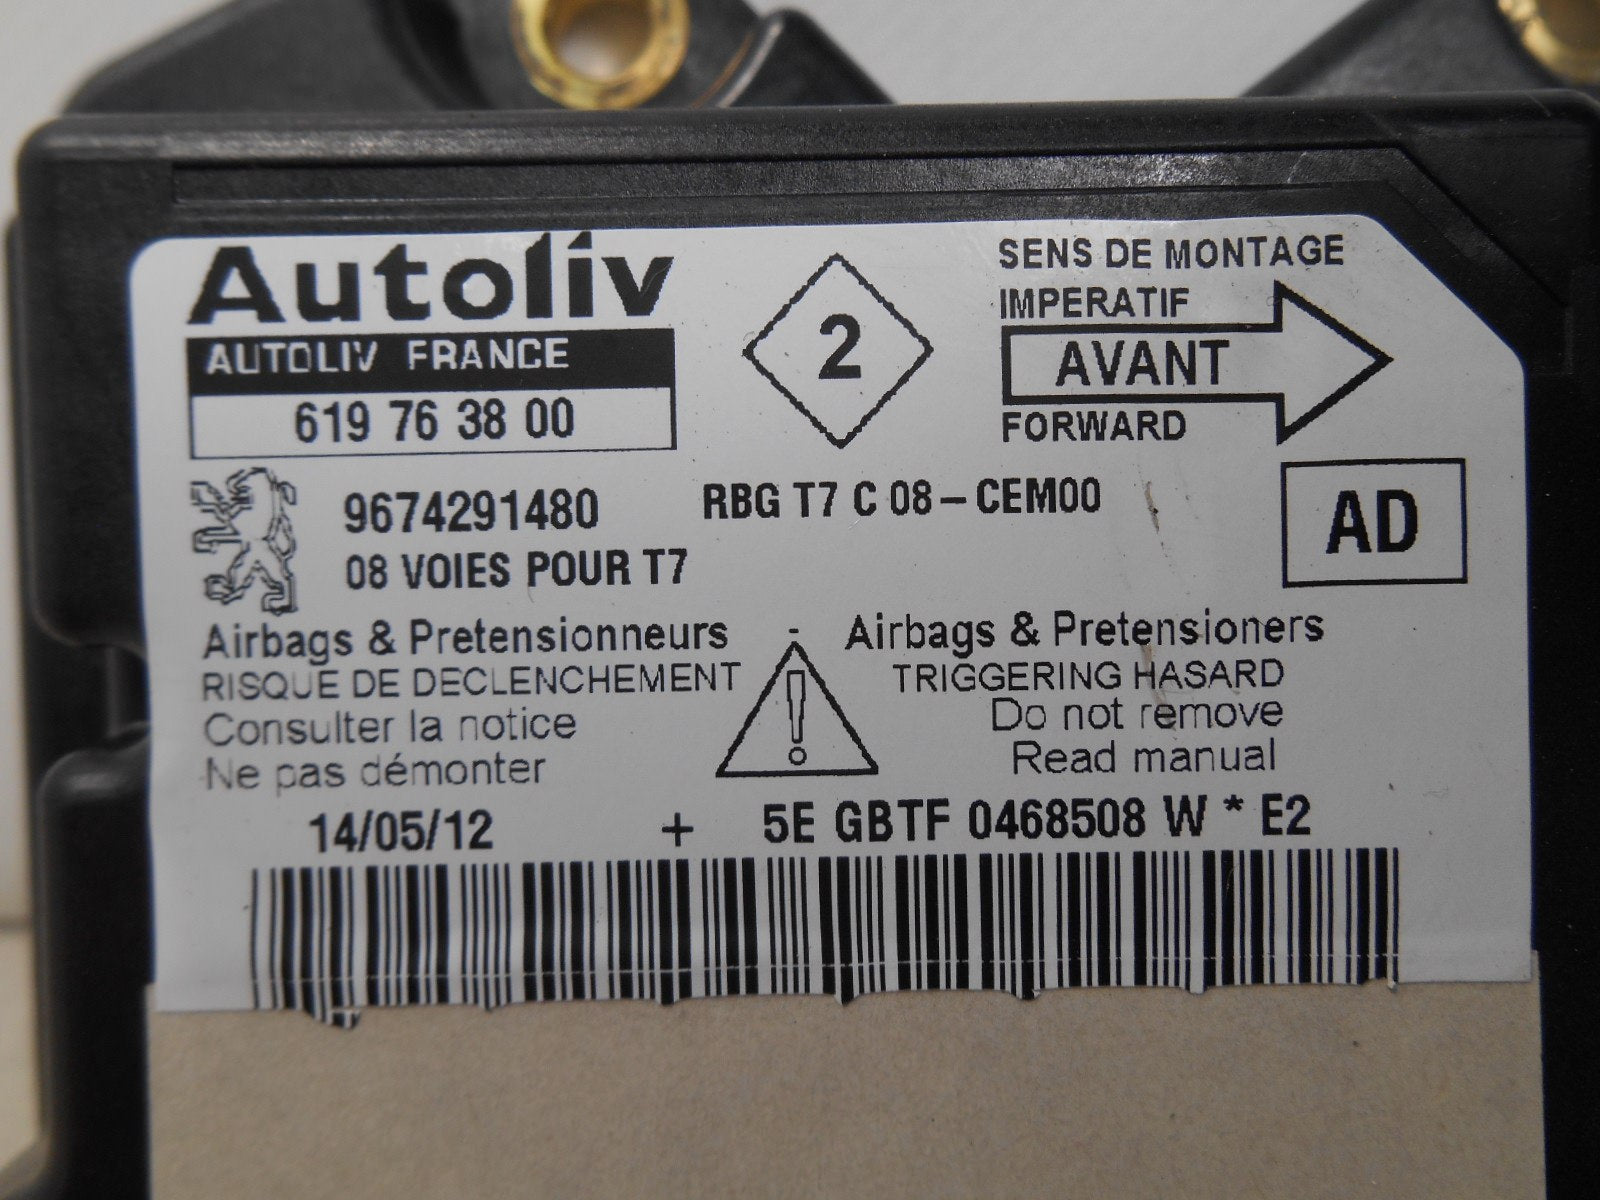 Autoliv
AUTOLIV FRANCE
619 76 38 00
2
SENS DE MONTAGE
IMPERATIF
AVANT
FORWARD
9674291480
RBG T7 C 08-CEM00
AD
08 VOIES POUR T7
Airbags & Pretensionneurs - Airbags & Pretensioners
RISQUE DE DECLENCHEMENT
Consulter la notice
Ne pas démonter
!
TRIGGERING HASARD
Do not remove
Read manual
14/05/12 + 5E GBTF 0468508 W * E2